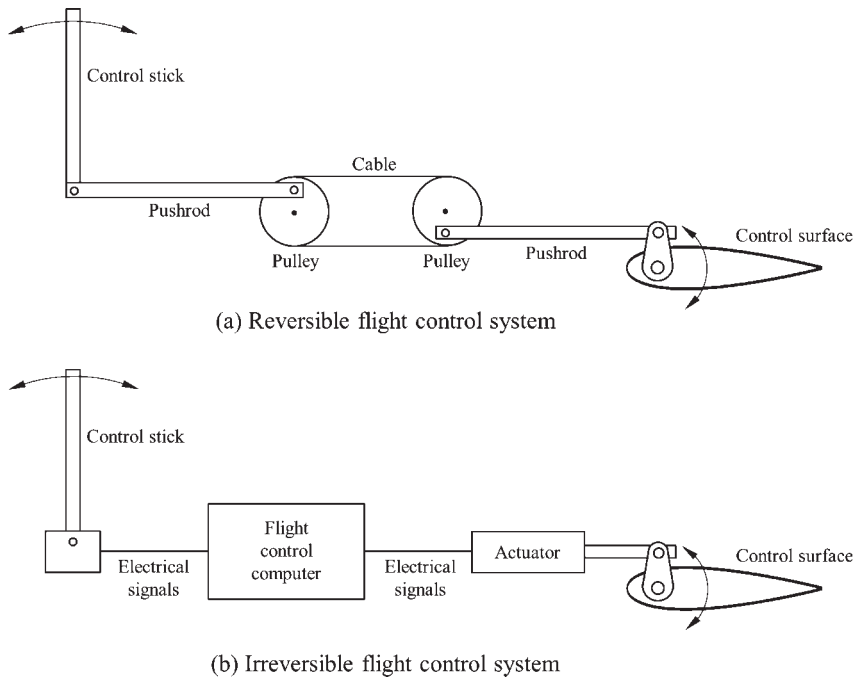 Control stick
Cable
Pushrod
Pulley
Pulley
Pushrod
Control surface
(a) Reversible flight control system
Control stick
Flight
control
computer
Electrical
signals
Electrical
signals
Actuator
Control surface
(b) Irreversible flight control system